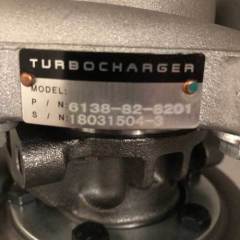 TURBOCHARGER
MODEL:
P / N: 6138-82-8201
S / N: 18031504-3